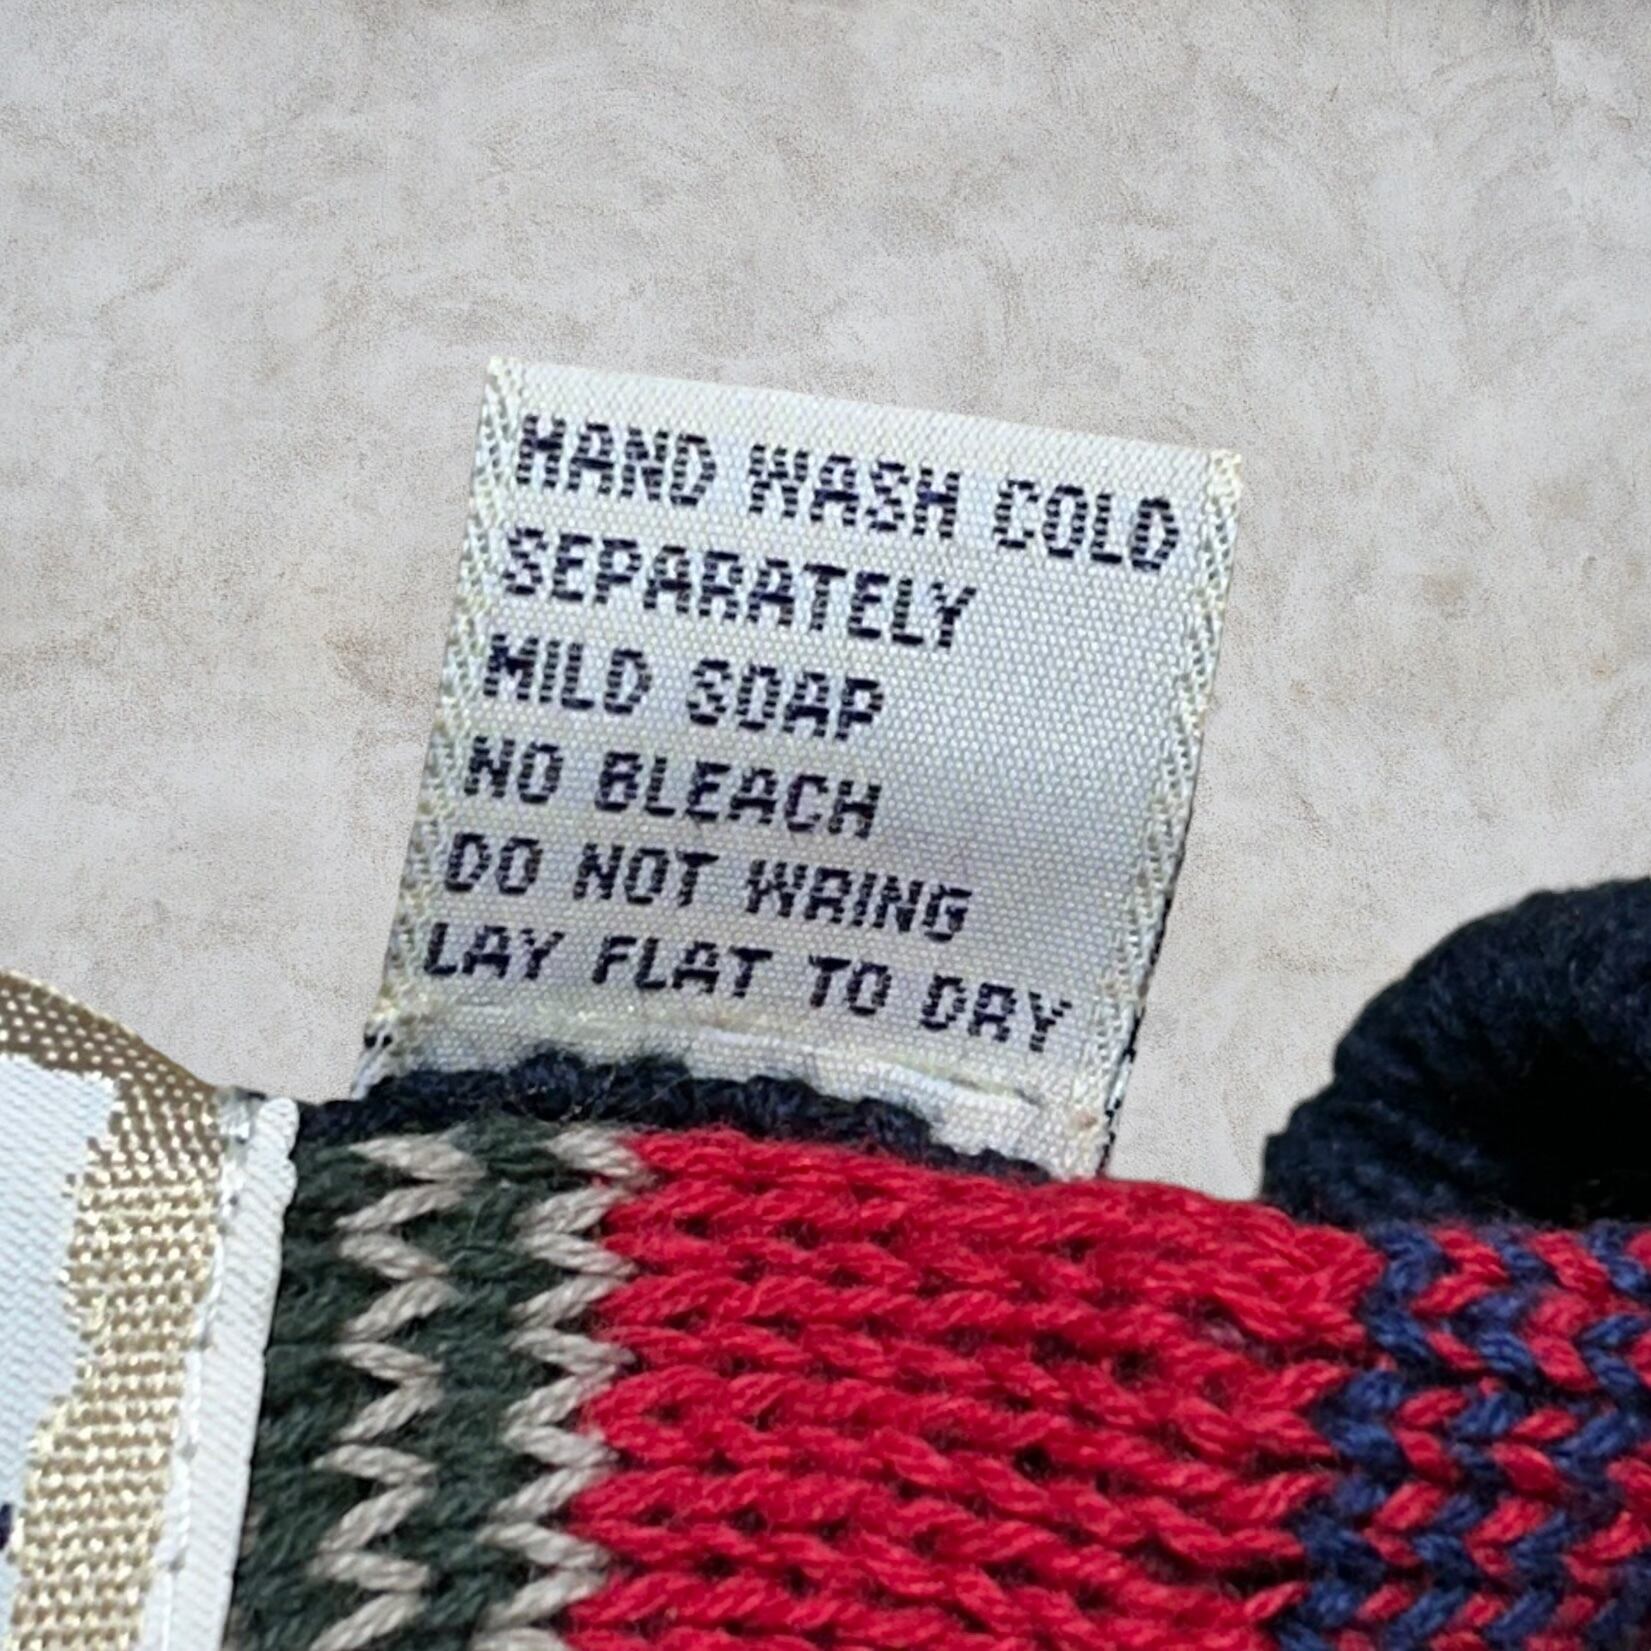 HAND WASH COLD
SEPARATELY
MILD SOAP
NO BLEACH
DO NOT WRING
LAY FLAT TO DRY